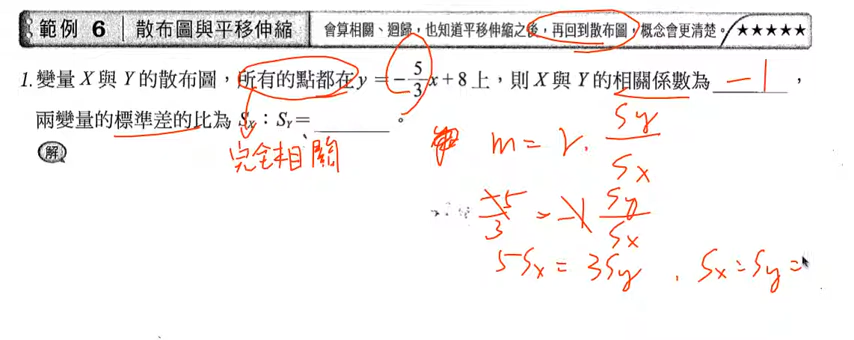 範例 6 散布圖與平移伸縮 會算相關、迴歸，也知道平移伸縮之後，再回到散布圖，概念會更清楚。 ★★★★★
1. 變量 X 與 Y 的散布圖，所有的點都在 y = -5/3 x + 8 上，則 X 與 Y 的相關係數為 -1，
兩變量的標準差的比為 Sx : SY = ______。
解
完全相關
m = r · Sy/Sx
-5/3 = -1 Sy/Sx
5Sx = 3Sy . Sx : Sy =